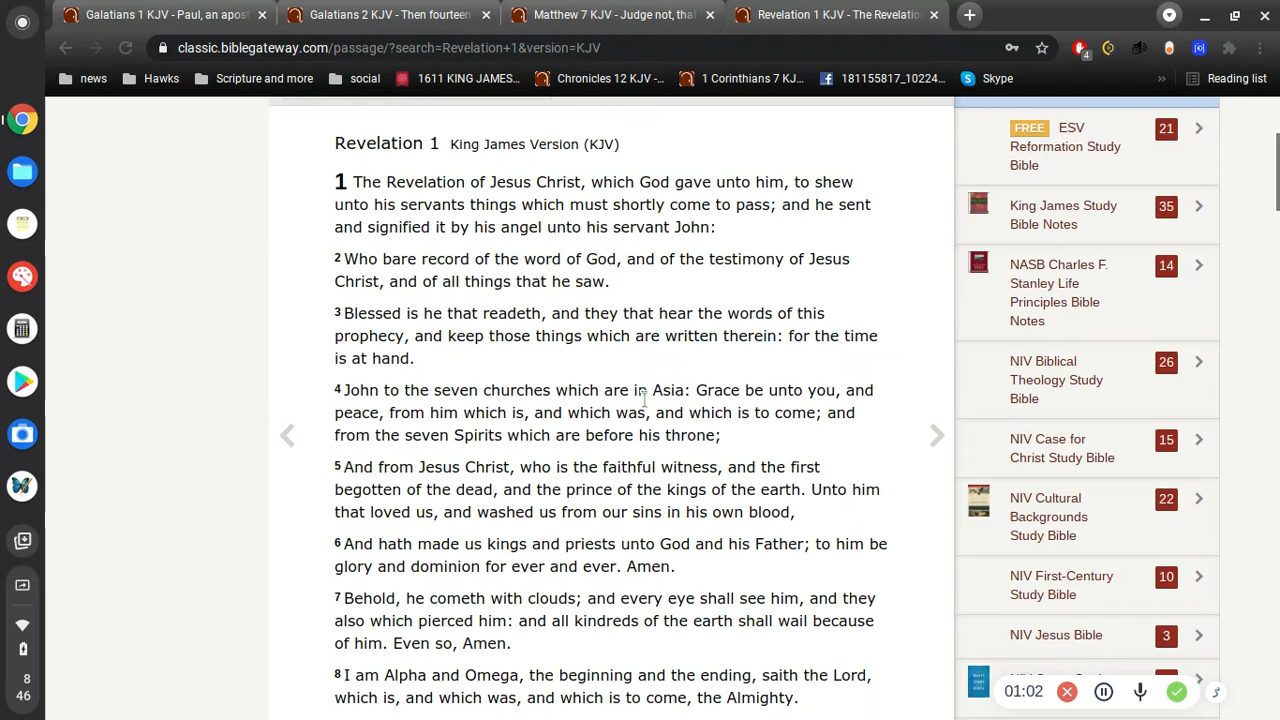 Galatians 1 KJV - Paul, an apost
Galatians 2 KJV - Then fourteen
Matthew 7 KJV - Judge not, that
Revelation 1 KJV - The Revelatio
classic.biblegateway.com/passage/?search=Revelation+1&version=KJV
4
news
Hawks
Scripture and more
social
1611 KING JAMES...
Chronicles 12 KJV -...
1 Corinthians 7 KJ...
181155817_10224...
Skype
»
Reading list
Revelation 1 King James Version (KJV)
1 The Revelation of Jesus Christ, which God gave unto him, to shew
unto his servants things which must shortly come to pass; and he sent
and signified it by his angel unto his servant John:
2 Who bare record of the word of God, and of the testimony of Jesus
Christ, and of all things that he saw.
3 Blessed is he that readeth, and they that hear the words of this
prophecy, and keep those things which are written therein: for the time
is at hand.
4 John to the seven churches which are in Asia: Grace be unto you, and
peace, from him which is, and which was, and which is to come; and
from the seven Spirits which are before his throne;
5 And from Jesus Christ, who is the faithful witness, and the first
begotten of the dead, and the prince of the kings of the earth. Unto him
that loved us, and washed us from our sins in his own blood,
6 And hath made us kings and priests unto God and his Father; to him be
glory and dominion for ever and ever. Amen.
7 Behold, he cometh with clouds; and every eye shall see him, and they
also which pierced him: and all kindreds of the earth shall wail because
of him. Even so, Amen.
8 I am Alpha and Omega, the beginning and the ending, saith the Lord,
which is, and which was, and which is to come, the Almighty.
FREE ESV 21
Reformation Study
Bible
King James Study 35
Bible Notes
NASB Charles F. 14
Stanley Life
Principles Bible
Notes
NIV Biblical 26
Theology Study
Bible
NIV Case for 15
Christ Study Bible
NIV Cultural 22
Backgrounds
Study Bible
NIV First-Century 10
Study Bible
NIV Jesus Bible 3
01:02
8
46